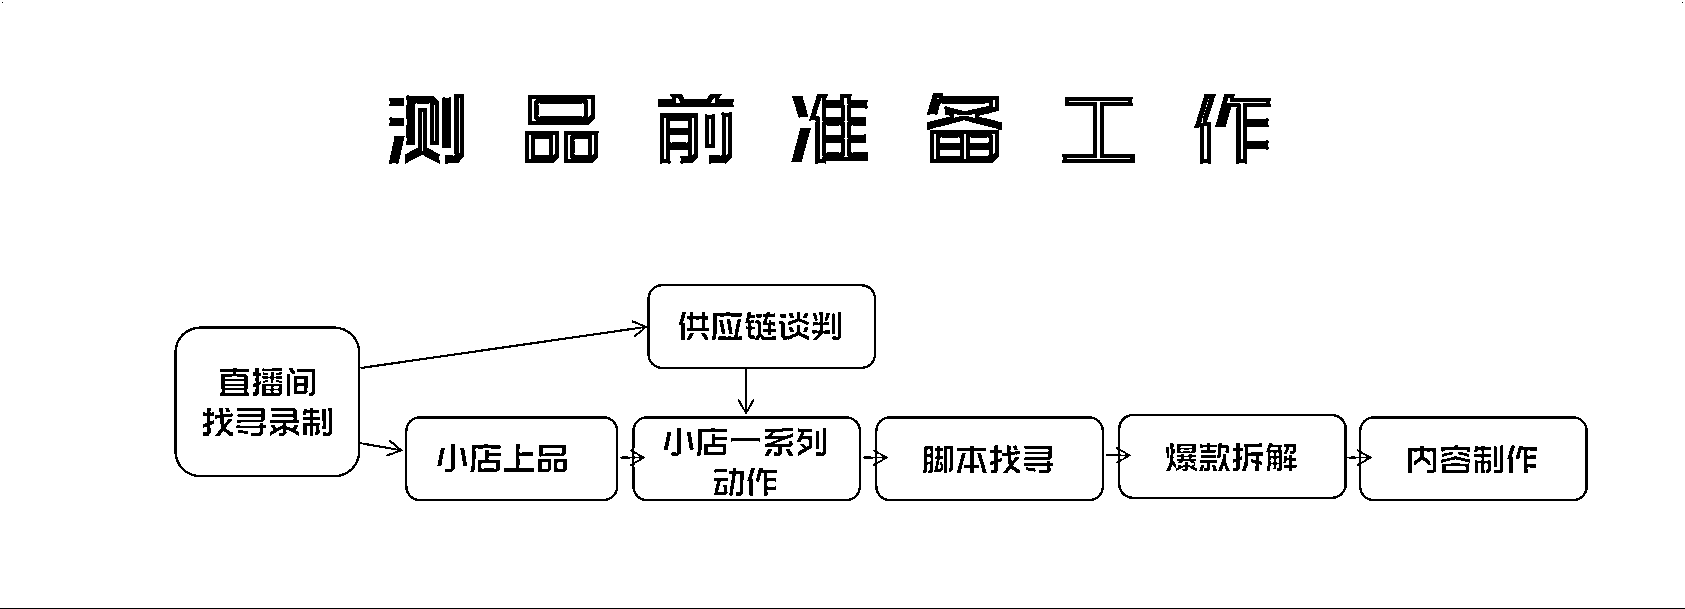 测品前准备工作
供应链谈判
直播间
找寻录制
小店上品
小店一系列
动作
脚本找寻
爆款拆解
内容制作